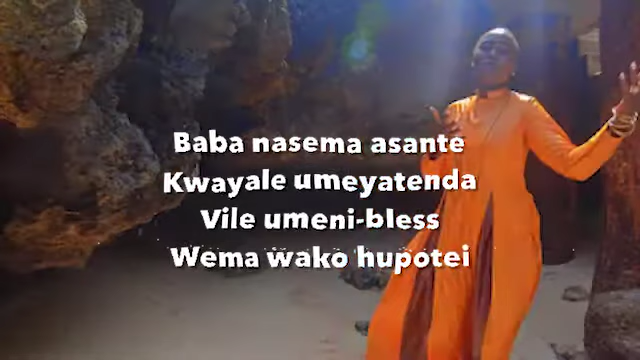 Baba nasema asante
Kwayale umeyatenda
Vile umeni-bless
Wema wako hupotei